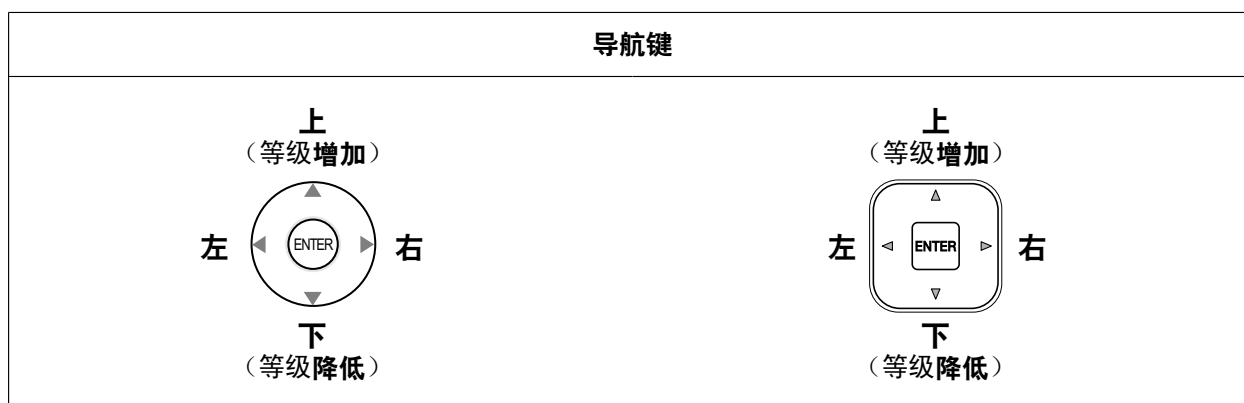 导航键
上
（等级增加）
左 ENTER 右
下
（等级降低）
上
（等级增加）
左 ENTER 右
下
（等级降低）